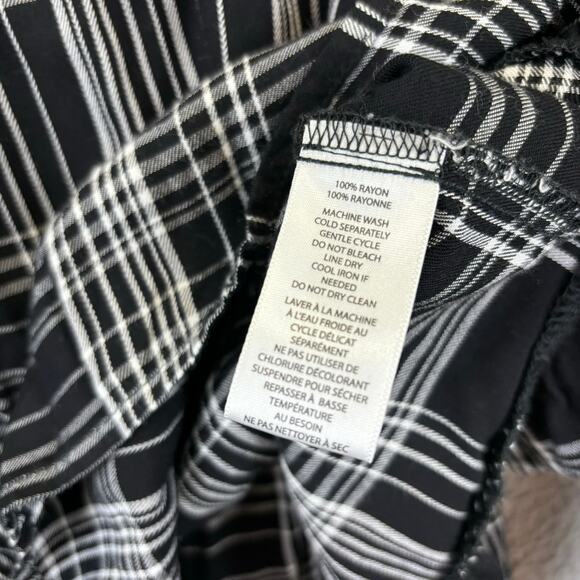 100% RAYON
100% RAYONNE
MACHINE WASH
COLD SEPARATELY
GENTLE CYCLE
DO NOT BLEACH
LINE DRY
COOL IRON IF
NEEDED
DO NOT DRY CLEAN
LAVER À LA MACHINE
À L'EAU FROIDE AU
CYCLE DÉLICAT
SÉPARÉMENT
NE PAS UTILISER DE
CHLORURE DÉCOLORANT
SUSPENDRE POUR SÉCHER
REPASSER À BASSE
TEMPÉRATURE
AU BESOIN
NE PAS NETTOYER À SEC